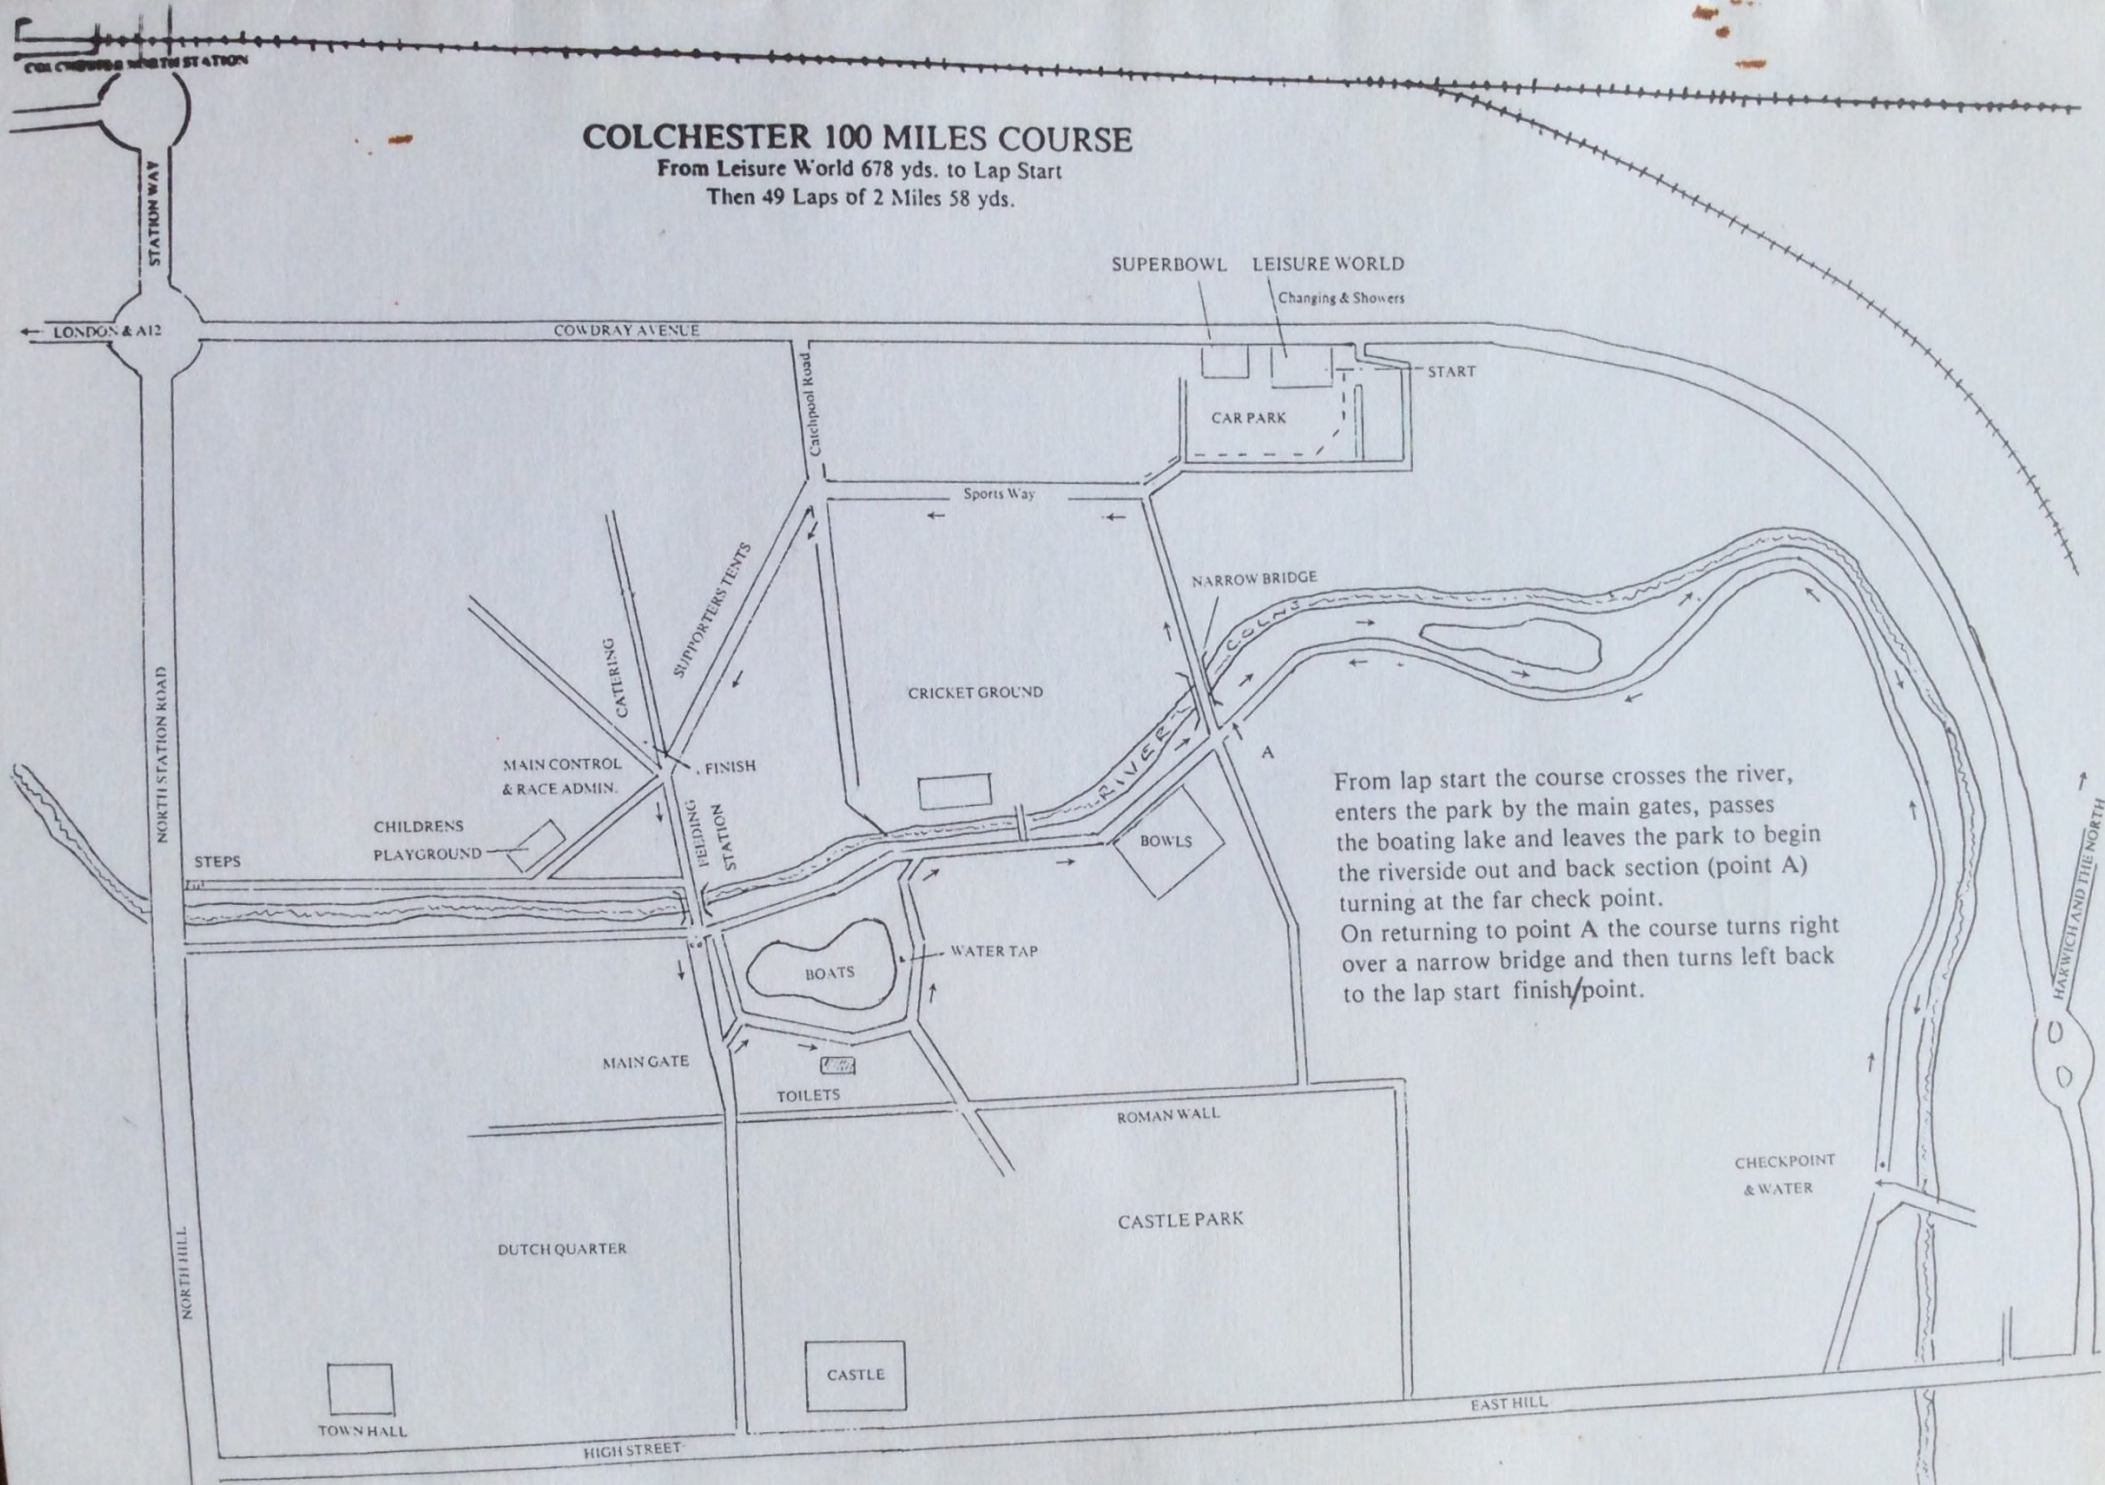 COLCHESTER NORTH STATION
COLCHESTER 100 MILES COURSE
From Leisure World 678 yds. to Lap Start
Then 49 Laps of 2 Miles 58 yds.
STATION WAY
SUPERBOWL
LEISURE WORLD
Changing & Showers
LONDON & A12
COWDRAY AVENUE
START
Catchpool Road
CAR PARK
Sports Way
NARROW BRIDGE
SUPPORTERS TENTS
CATERING
RIVER COLNE
CRICKET GROUND
NORTH STATION ROAD
MAIN CONTROL
& RACE ADMIN.
FINISH
A
CHILDRENS
PLAYGROUND
FEEDING
STATION
STEPS
BOWLS
From lap start the course crosses the river,
enters the park by the main gates, passes
the boating lake and leaves the park to begin
the riverside out and back section (point A)
turning at the far check point.
On returning to point A the course turns right
over a narrow bridge and then turns left back
to the lap start finish/point.
HARWICH AND THE NORTH
WATER TAP
BOATS
MAIN GATE
TOILETS
ROMAN WALL
CHECKPOINT
& WATER
CASTLE PARK
DUTCH QUARTER
NORTH HILL
CASTLE
TOWN HALL
EAST HILL
HIGH STREET